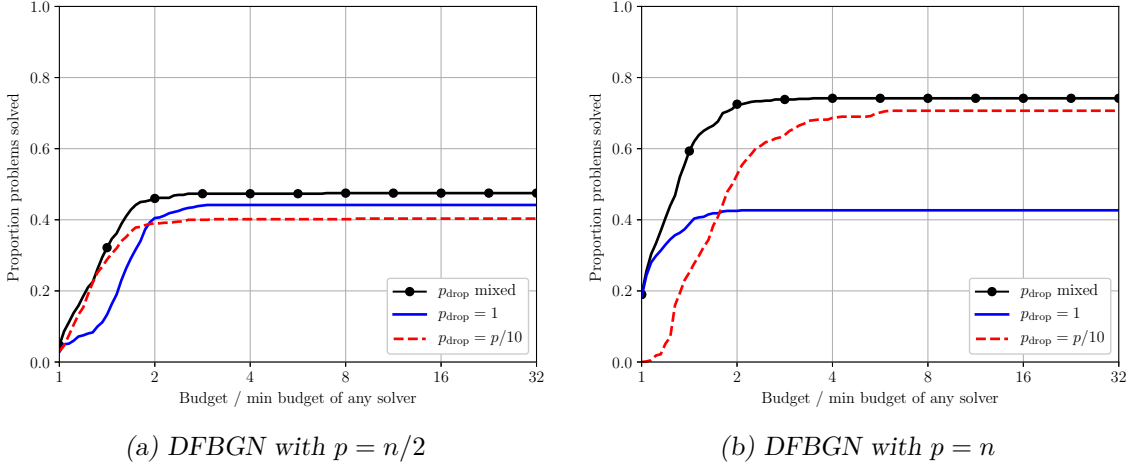 1.0
0.8
0.6
0.4
0.2
0.0
Proportion problems solved
1 2 4 8 16 32
Budget / min budget of any solver
p_drop mixed
p_drop = 1
p_drop = p/10
(a) DFBGN with p = n/2
1.0
0.8
0.6
0.4
0.2
0.0
Proportion problems solved
1 2 4 8 16 32
Budget / min budget of any solver
p_drop mixed
p_drop = 1
p_drop = p/10
(b) DFBGN with p = n